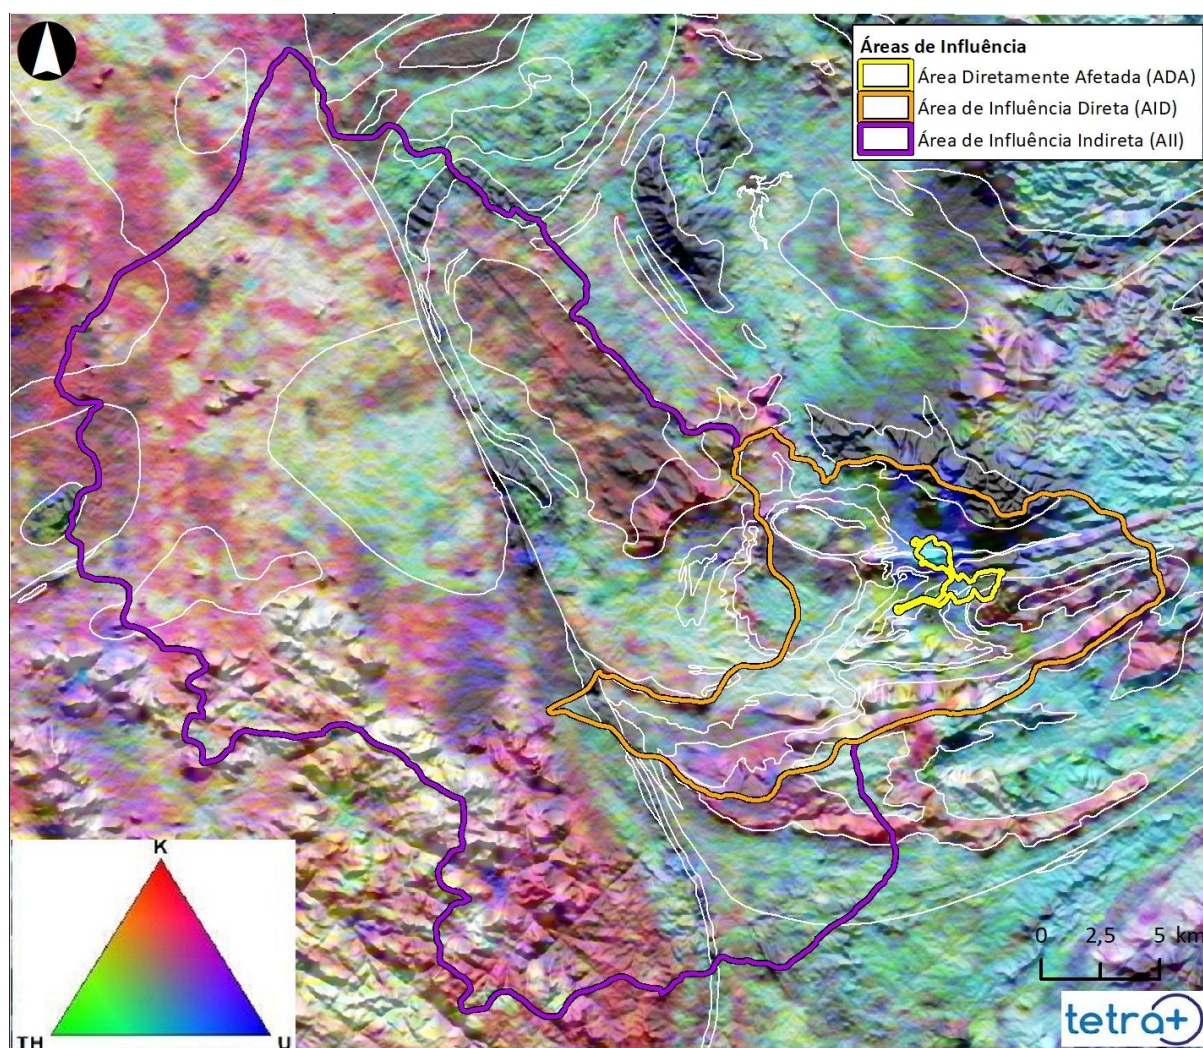 Áreas de Influência
Área Diretamente Afetada (ADA)
Área de Influência Direta (AID)
Área de Influência Indireta (AII)
K
TH
U
0 2,5 5 km
tetra+